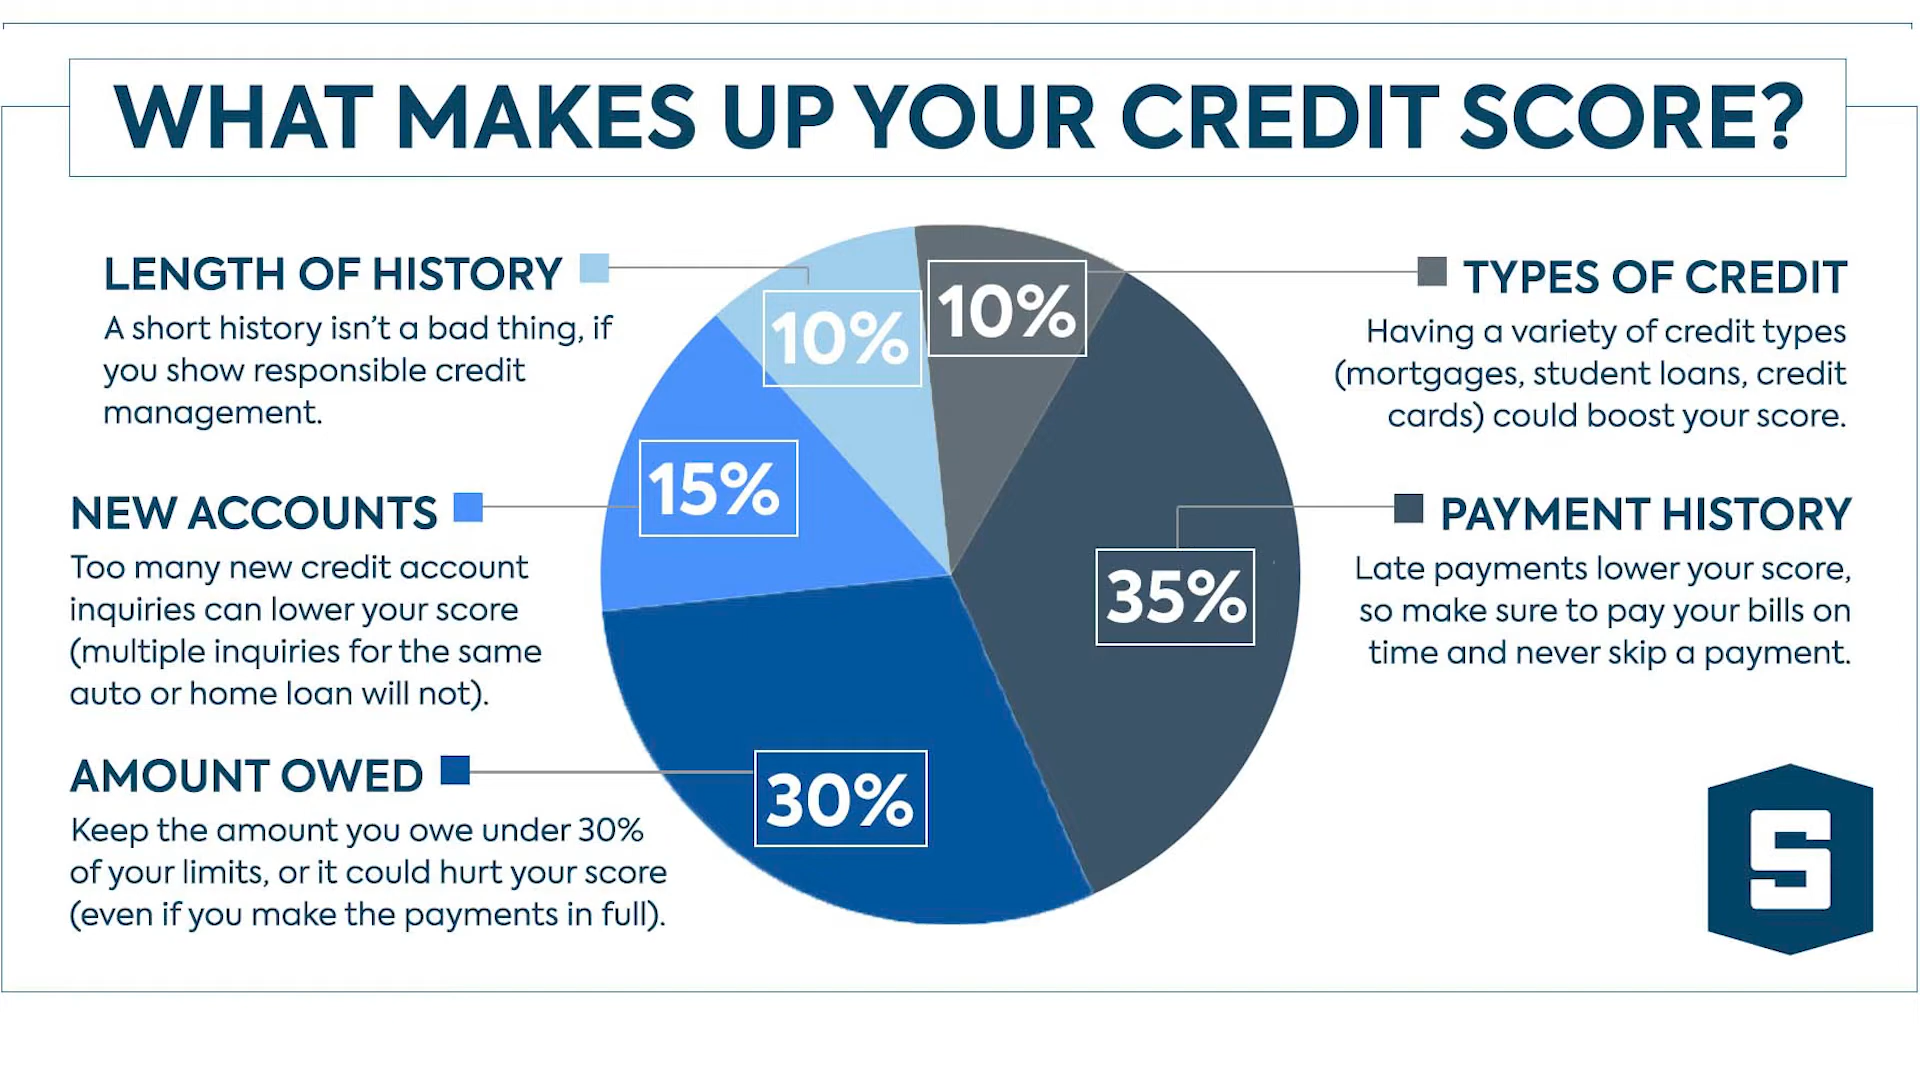 WHAT MAKES UP YOUR CREDIT SCORE?
LENGTH OF HISTORY
A short history isn't a bad thing, if
you show responsible credit
management.
10%
10%
TYPES OF CREDIT
Having a variety of credit types
(mortgages, student loans, credit
cards) could boost your score.
NEW ACCOUNTS
Too many new credit account
inquiries can lower your score
(multiple inquiries for the same
auto or home loan will not).
15%
35%
PAYMENT HISTORY
Late payments lower your score,
so make sure to pay your bills on
time and never skip a payment.
AMOUNT OWED
Keep the amount you owe under 30%
of your limits, or it could hurt your score
(even if you make the payments in full).
30%
S